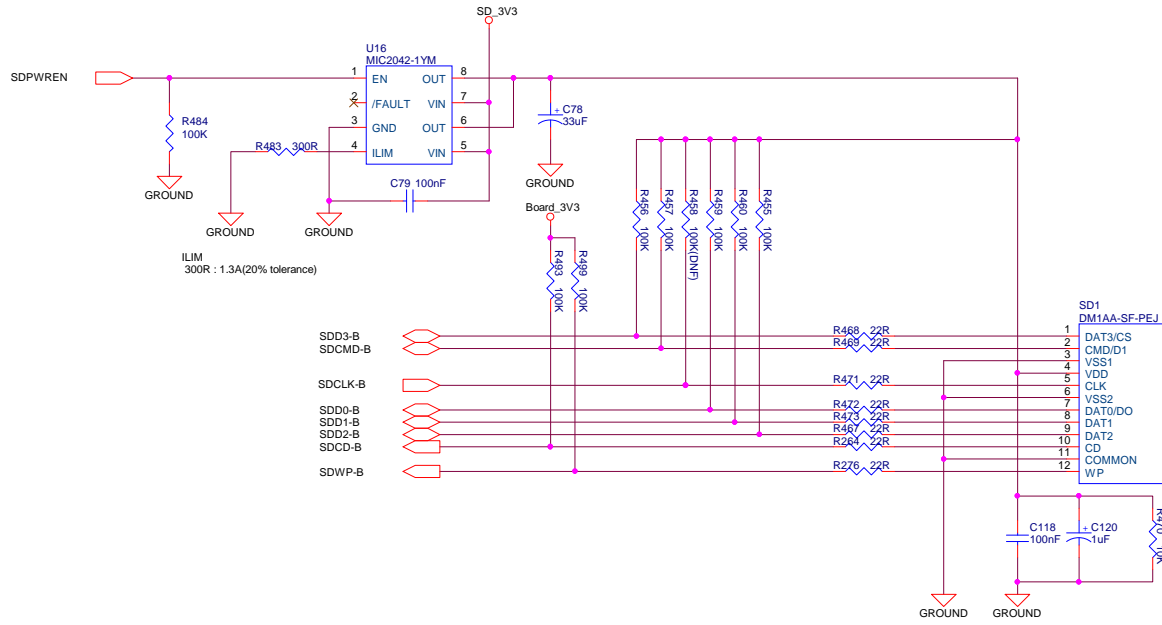 SD_3V3
U16
MIC2042-1YM
SDPWREN
1 EN OUT 8
2 /FAULT VIN 7
3 GND OUT 6
4 ILIM VIN 5
R484
100K
R483 300R
C78
33uF
C79 100nF
GROUND
GROUND
GROUND
GROUND
Board_3V3
ILIM
300R : 1.3A(20% tolerance)
R493 100K
R499 100K
R456 100K
R457 100K
R458 100K(DNF)
R459 100K
R460 100K
R455 100K
SD1
DM1AA-SF-PEJ
SDD3-B R468 22R 1 DAT3/CS
SDCMD-B R469 22R 2 CMD/D1
3 VSS1
4 VDD
SDCLK-B R471 22R 5 CLK
6 VSS2
SDD0-B R472 22R 7 DAT0/DO
SDD1-B R473 22R 8 DAT1
SDD2-B R467 22R 9 DAT2
SDCD-B R264 22R 10 CD
11 COMMON
SDWP-B R276 22R 12 WP
C118
100nF
C120
1uF
R470 10K
GROUND
GROUND